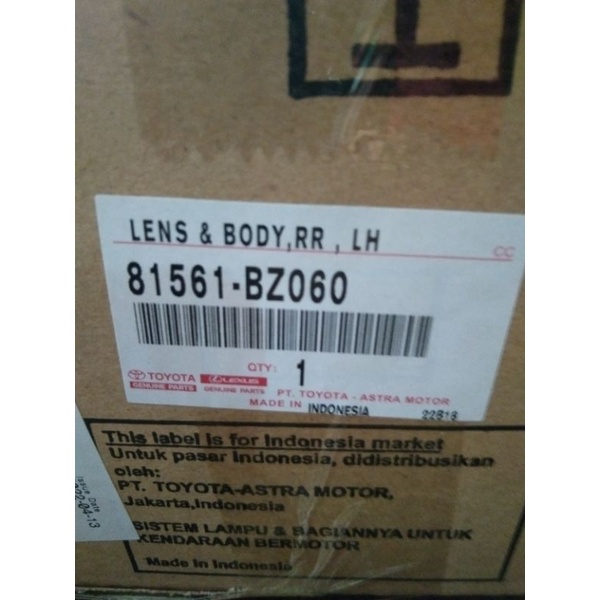 LENS & BODY,RR , LH
CC
81561-BZ060
QTY: 1
TOYOTA LEXUS
GENUINE PARTS GENUINE PARTS PT. TOYOTA - ASTRA MOTOR
MADE IN INDONESIA 22818
This label is for Indonesia market
Untuk pasar Indonesia, didistribusikan
oleh:
PT. TOYOTA-ASTRA MOTOR,
Jakarta,Indonesia
SISTEM LAMPU & BAGIANNYA UNTUK
KENDARAAN BERMOTOR
Made in Indonesia